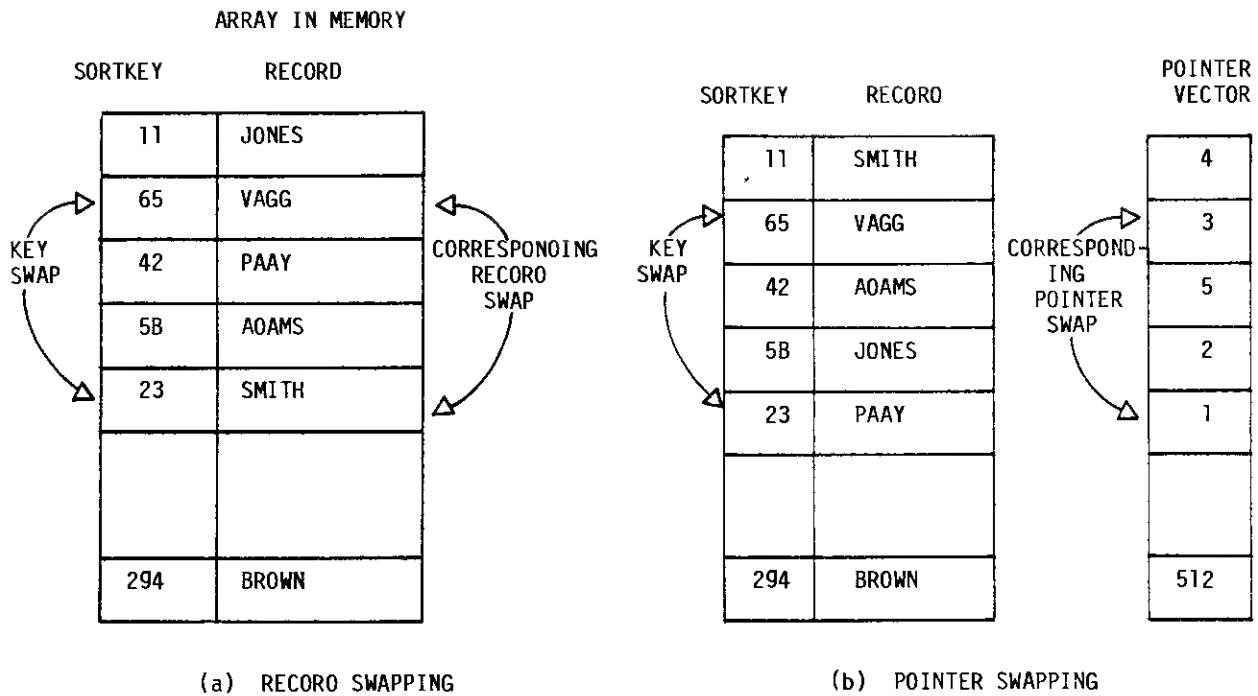 ARRAY IN MEMORY
SORTKEY RECORD
11 JONES
65 VAGG
42 PAAY
5B AOAMS
23 SMITH
294 BROWN
KEY
SWAP
CORRESPONOING
RECORO
SWAP
(a) RECORO SWAPPING
SORTKEY RECORD
11 SMITH
65 VAGG
42 AOAMS
5B JONES
23 PAAY
294 BROWN
KEY
SWAP
CORRESPOND-
ING
POINTER
SWAP
POINTER
VECTOR
4
3
5
2
1
512
(b) POINTER SWAPPING